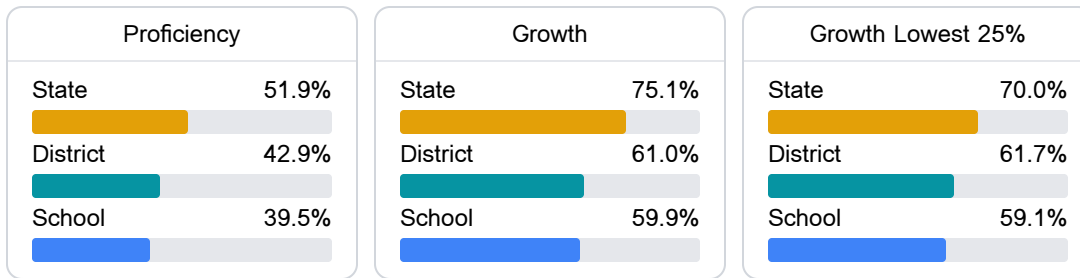 Proficiency
State 51.9%
District 42.9%
School 39.5%
Growth
State 75.1%
District 61.0%
School 59.9%
Growth Lowest 25%
State 70.0%
District 61.7%
School 59.1%